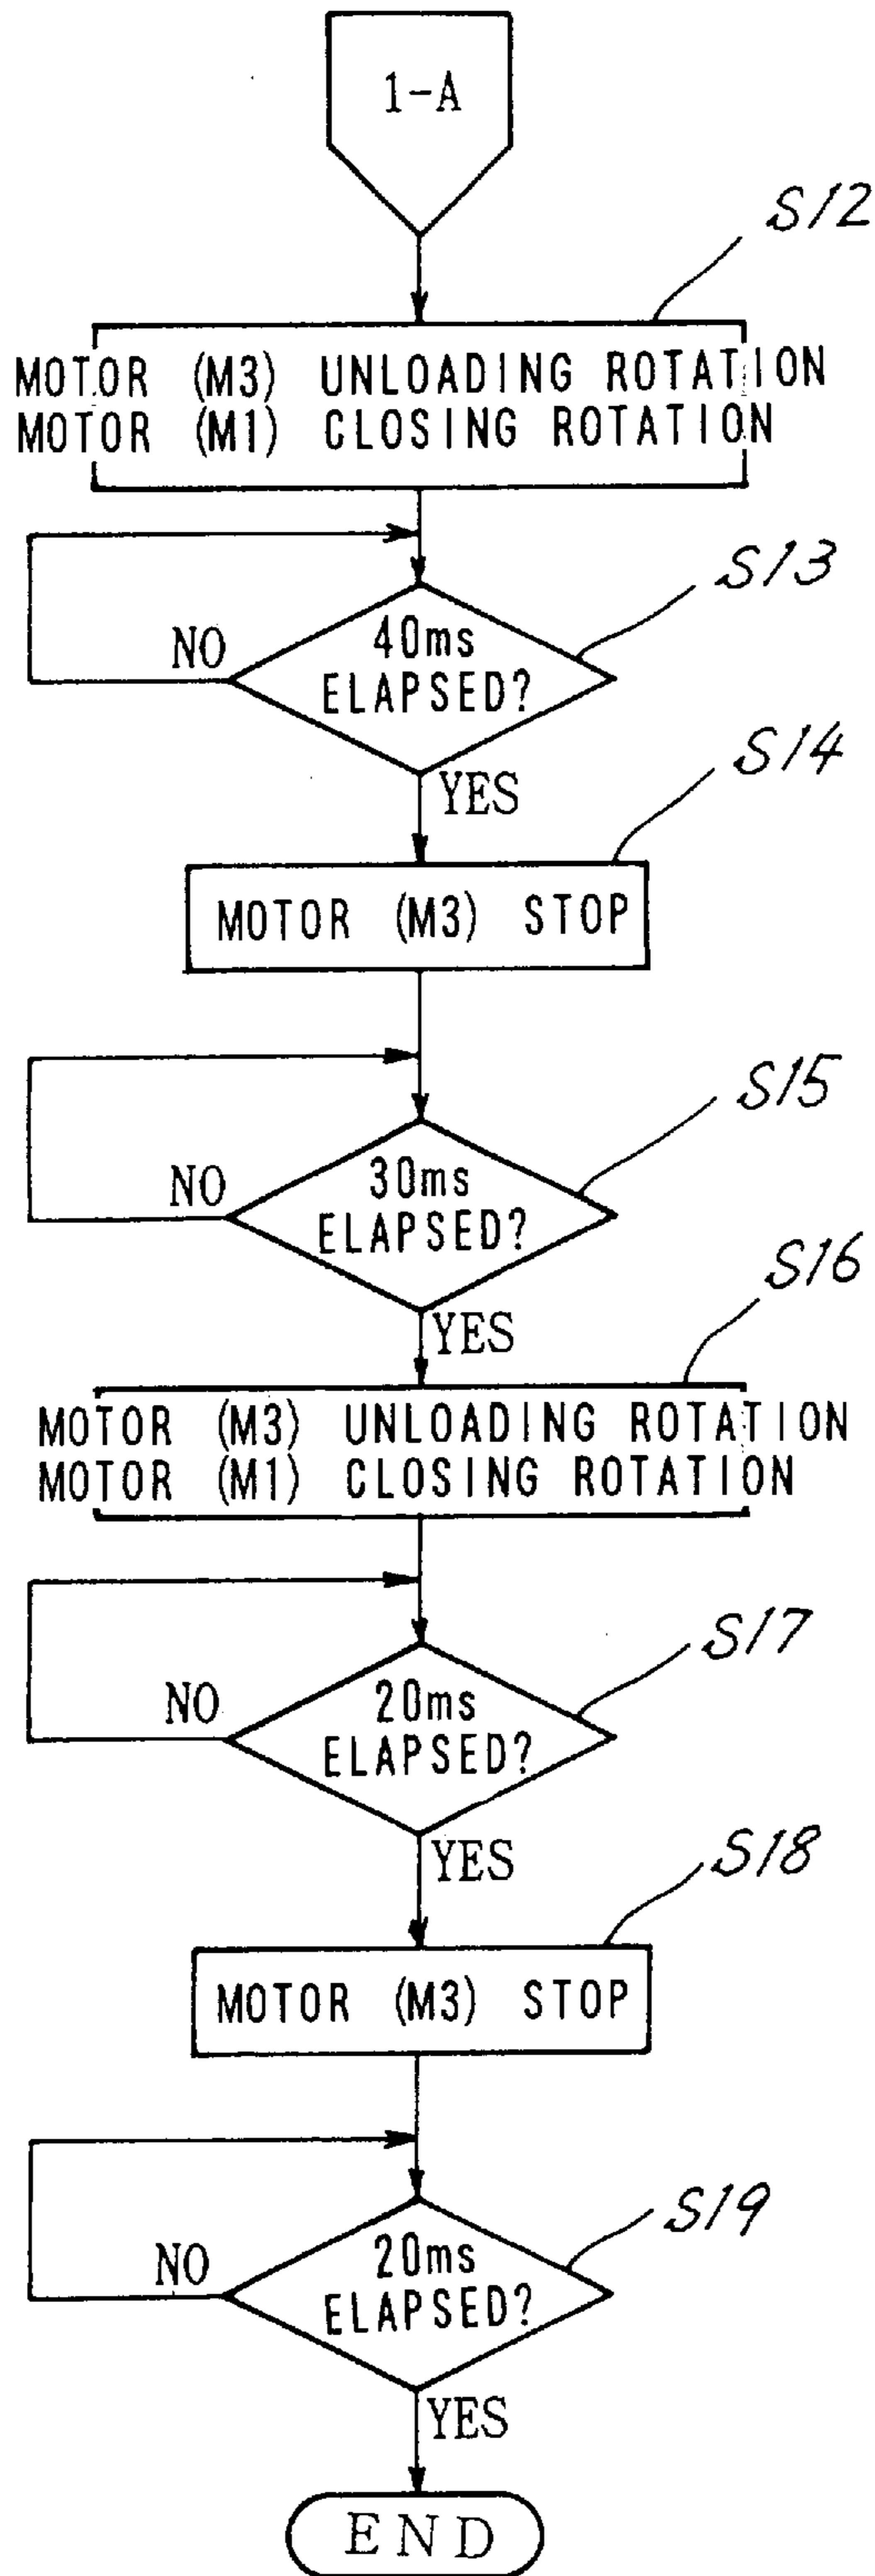 1-A
S12
MOTOR (M3) UNLOADING ROTATION
MOTOR (M1) CLOSING ROTATION
S13
40ms
ELAPSED?
NO
YES
S14
MOTOR (M3) STOP
S15
30ms
ELAPSED?
NO
YES
S16
MOTOR (M3) UNLOADING ROTATION
MOTOR (M1) CLOSING ROTATION
S17
20ms
ELAPSED?
NO
YES
S18
MOTOR (M3) STOP
S19
20ms
ELAPSED?
NO
YES
END